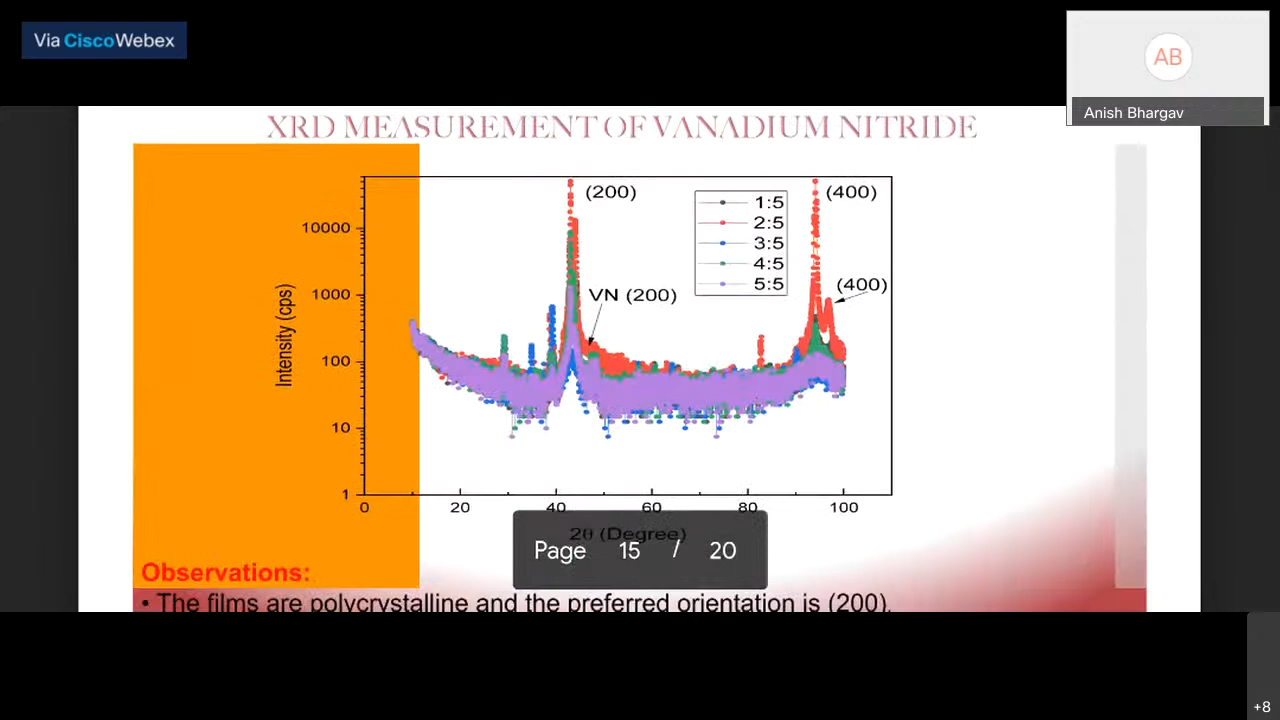 Via CiscoWebex
AB
Anish Bhargav
XRD MEASUREMENT OF VANADIUM NITRIDE
(200)
(400)
1:5
2:5
3:5
4:5
5:5
(400)
VN (200)
Intensity (cps)
10000
1000
100
10
1
0 20 40 60 80 100
2θ (Degree)
Page 15 / 20
Observations:
• The films are polycrystalline and the preferred orientation is (200).
+8